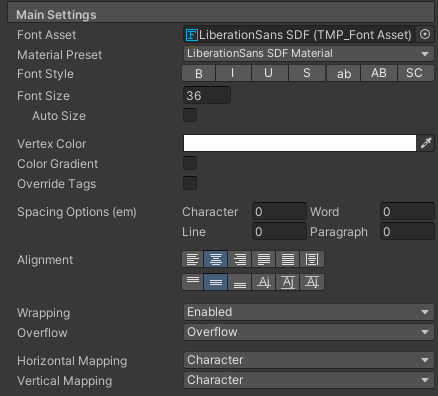 Main Settings
Font Asset LiberationSans SDF (TMP_Font Asset)
Material Preset LiberationSans SDF Material
Font Style B I U S ab AB SC
Font Size 36
Auto Size
Vertex Color
Color Gradient
Override Tags
Spacing Options (em) Character 0 Word 0
Line 0 Paragraph 0
Alignment
Wrapping Enabled
Overflow Overflow
Horizontal Mapping Character
Vertical Mapping Character